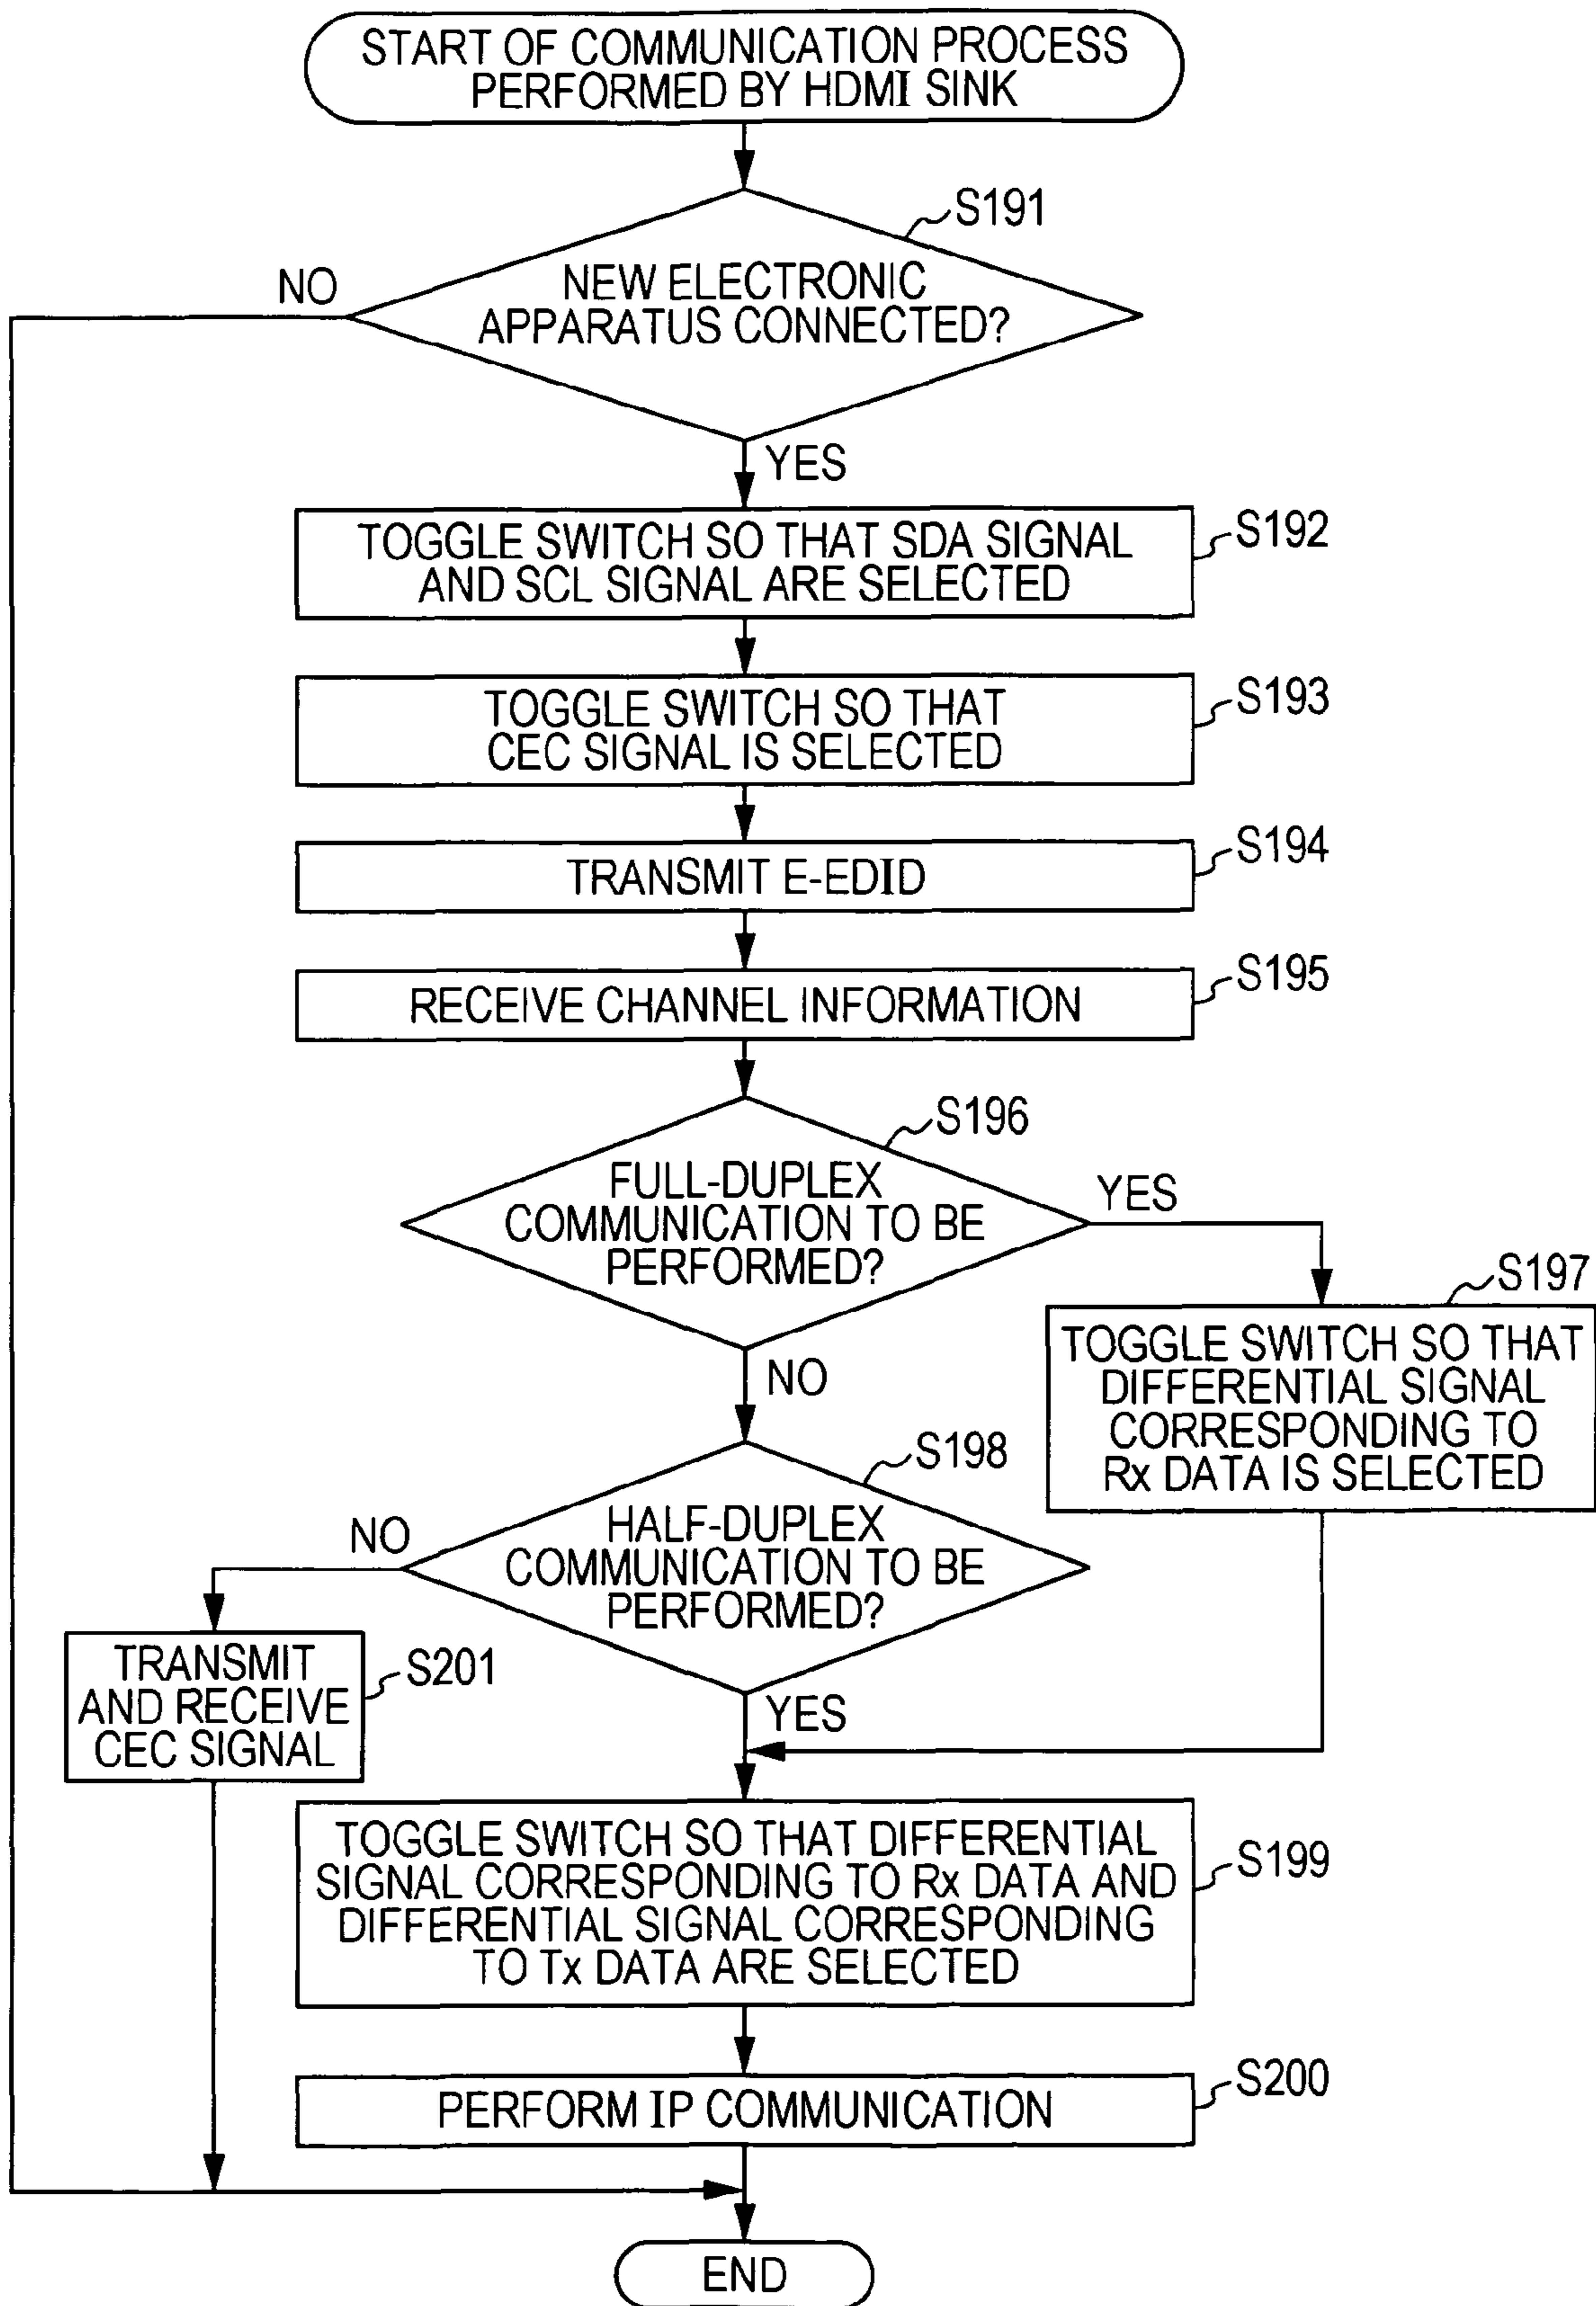 START OF COMMUNICATION PROCESS
PERFORMED BY HDMI SINK
S191
NO
NEW ELECTRONIC
APPARATUS CONNECTED?
YES
TOGGLE SWITCH SO THAT SDA SIGNAL
AND SCL SIGNAL ARE SELECTED
S192
TOGGLE SWITCH SO THAT
CEC SIGNAL IS SELECTED
S193
TRANSMIT E-EDID
S194
RECEIVE CHANNEL INFORMATION
S195
S196
FULL-DUPLEX
COMMUNICATION TO BE
PERFORMED?
YES
S197
TOGGLE SWITCH SO THAT
DIFFERENTIAL SIGNAL
CORRESPONDING TO
Rx DATA IS SELECTED
NO
S198
HALF-DUPLEX
COMMUNICATION TO BE
PERFORMED?
NO
TRANSMIT
AND RECEIVE
CEC SIGNAL
S201
YES
TOGGLE SWITCH SO THAT DIFFERENTIAL
SIGNAL CORRESPONDING TO Rx DATA AND
DIFFERENTIAL SIGNAL CORRESPONDING
TO Tx DATA ARE SELECTED
S199
PERFORM IP COMMUNICATION
S200
END